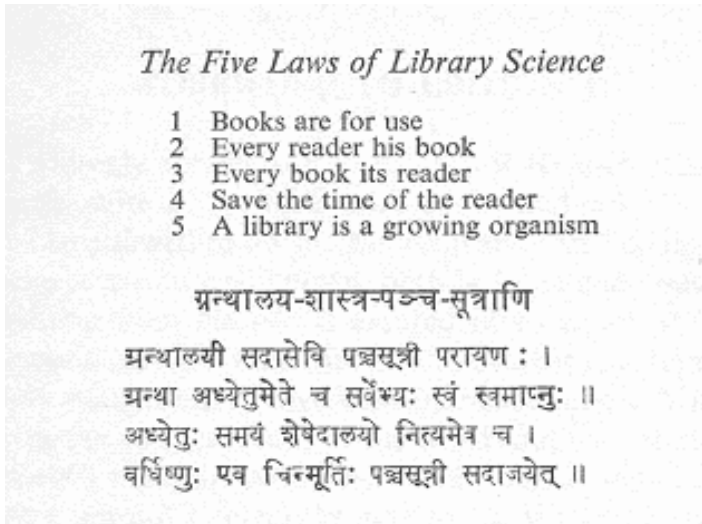 The Five Laws of Library Science
1 Books are for use
2 Every reader his book
3 Every book its reader
4 Save the time of the reader
5 A library is a growing organism
ग्रन्थालय-शास्त्र-पञ्च-सूत्राणि
ग्रन्थालयी सदासेवि पञ्चसूत्री परायण : ।
ग्रन्था अध्येतुमेते च सर्वेभ्यः स्वं स्वमाप्नुः ॥
अध्येतुः समयं शेषेदालयो नित्यमेव च ।
वर्धिष्णुः एव चिन्मूर्तिः पञ्चसूत्री सदाजयेत् ॥